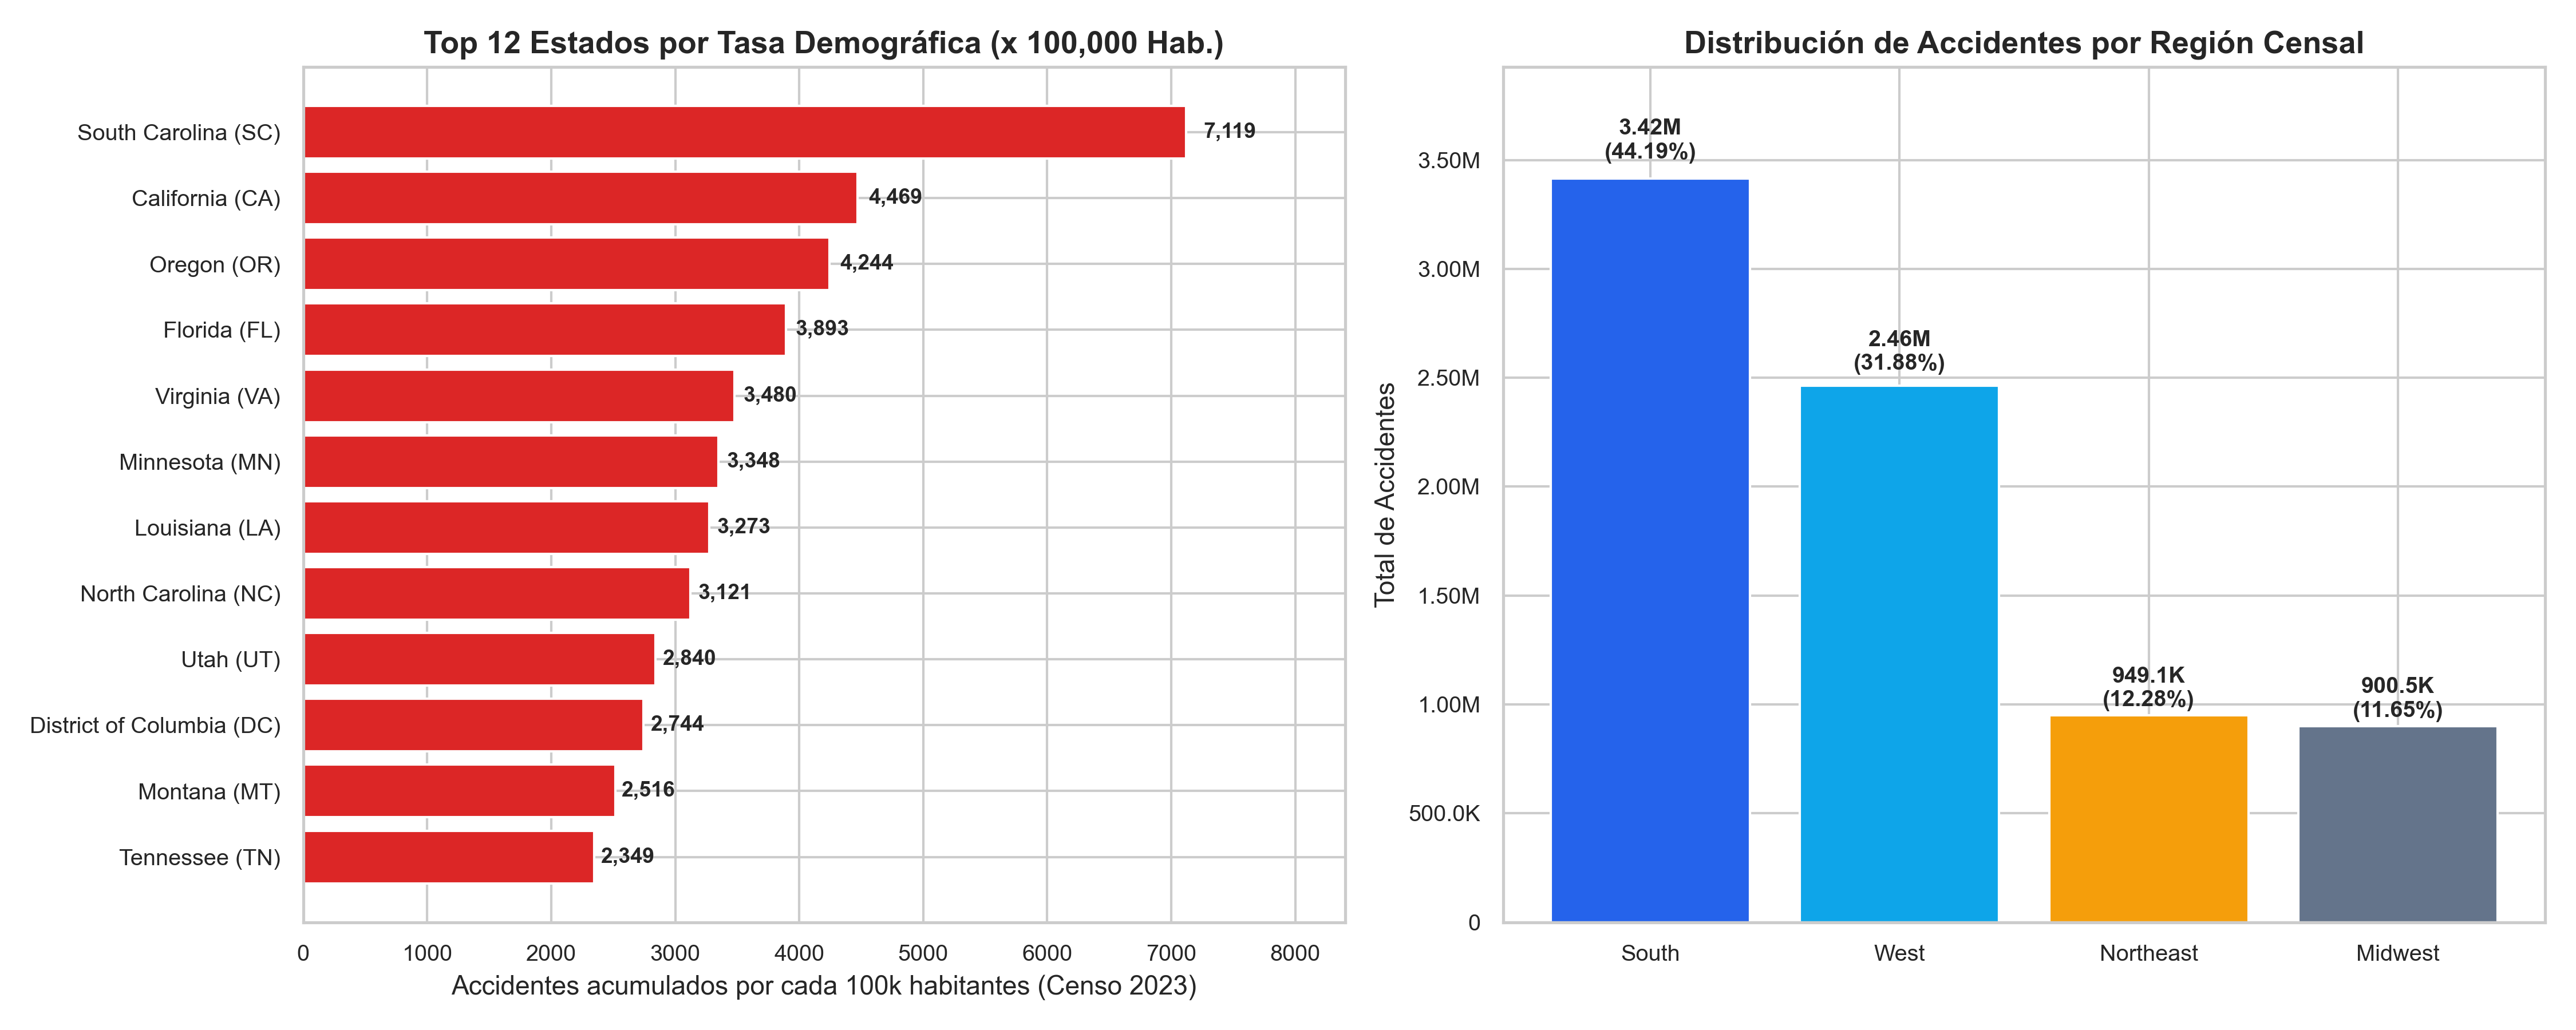 Top 12 Estados por Tasa Demográfica (x 100,000 Hab.)
South Carolina (SC)
7,119
California (CA)
4,469
Oregon (OR)
4,244
Florida (FL)
3,893
Virginia (VA)
3,480
Minnesota (MN)
3,348
Louisiana (LA)
3,273
North Carolina (NC)
3,121
Utah (UT)
2,840
District of Columbia (DC)
2,744
Montana (MT)
2,516
Tennessee (TN)
2,349
0 1000 2000 3000 4000 5000 6000 7000 8000
Accidentes acumulados por cada 100k habitantes (Censo 2023)
Distribución de Accidentes por Región Censal
Total de Accidentes
3.50M
3.00M
2.50M
2.00M
1.50M
1.00M
500.0K
0
3.42M
(44.19%)
2.46M
(31.88%)
949.1K
(12.28%)
900.5K
(11.65%)
South West Northeast Midwest